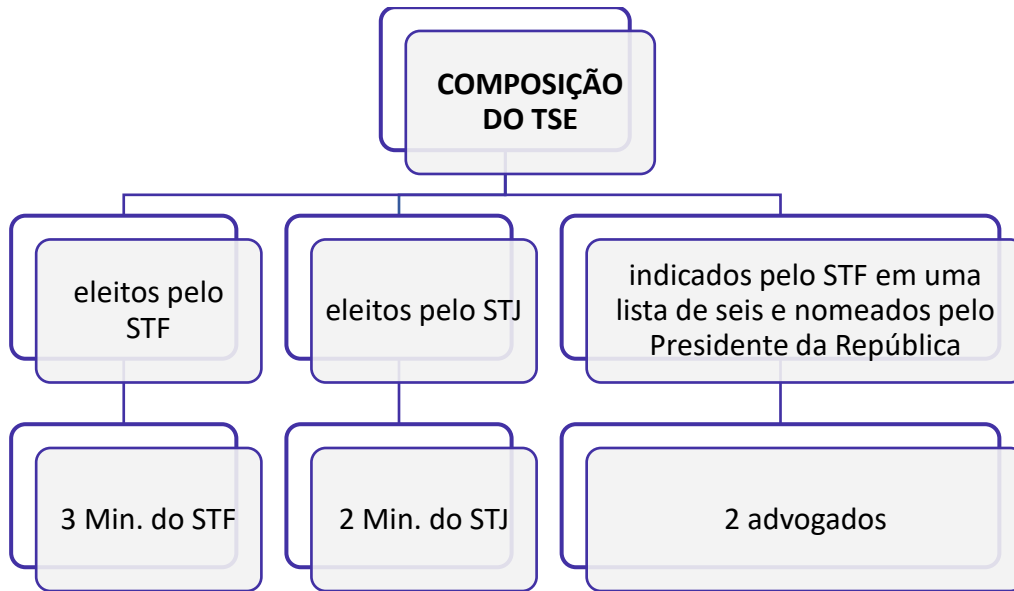 COMPOSIÇÃO
DO TSE
eleitos pelo
STF
eleitos pelo STJ
indicados pelo STF em uma
lista de seis e nomeados pelo
Presidente da República
3 Min. do STF
2 Min. do STJ
2 advogados